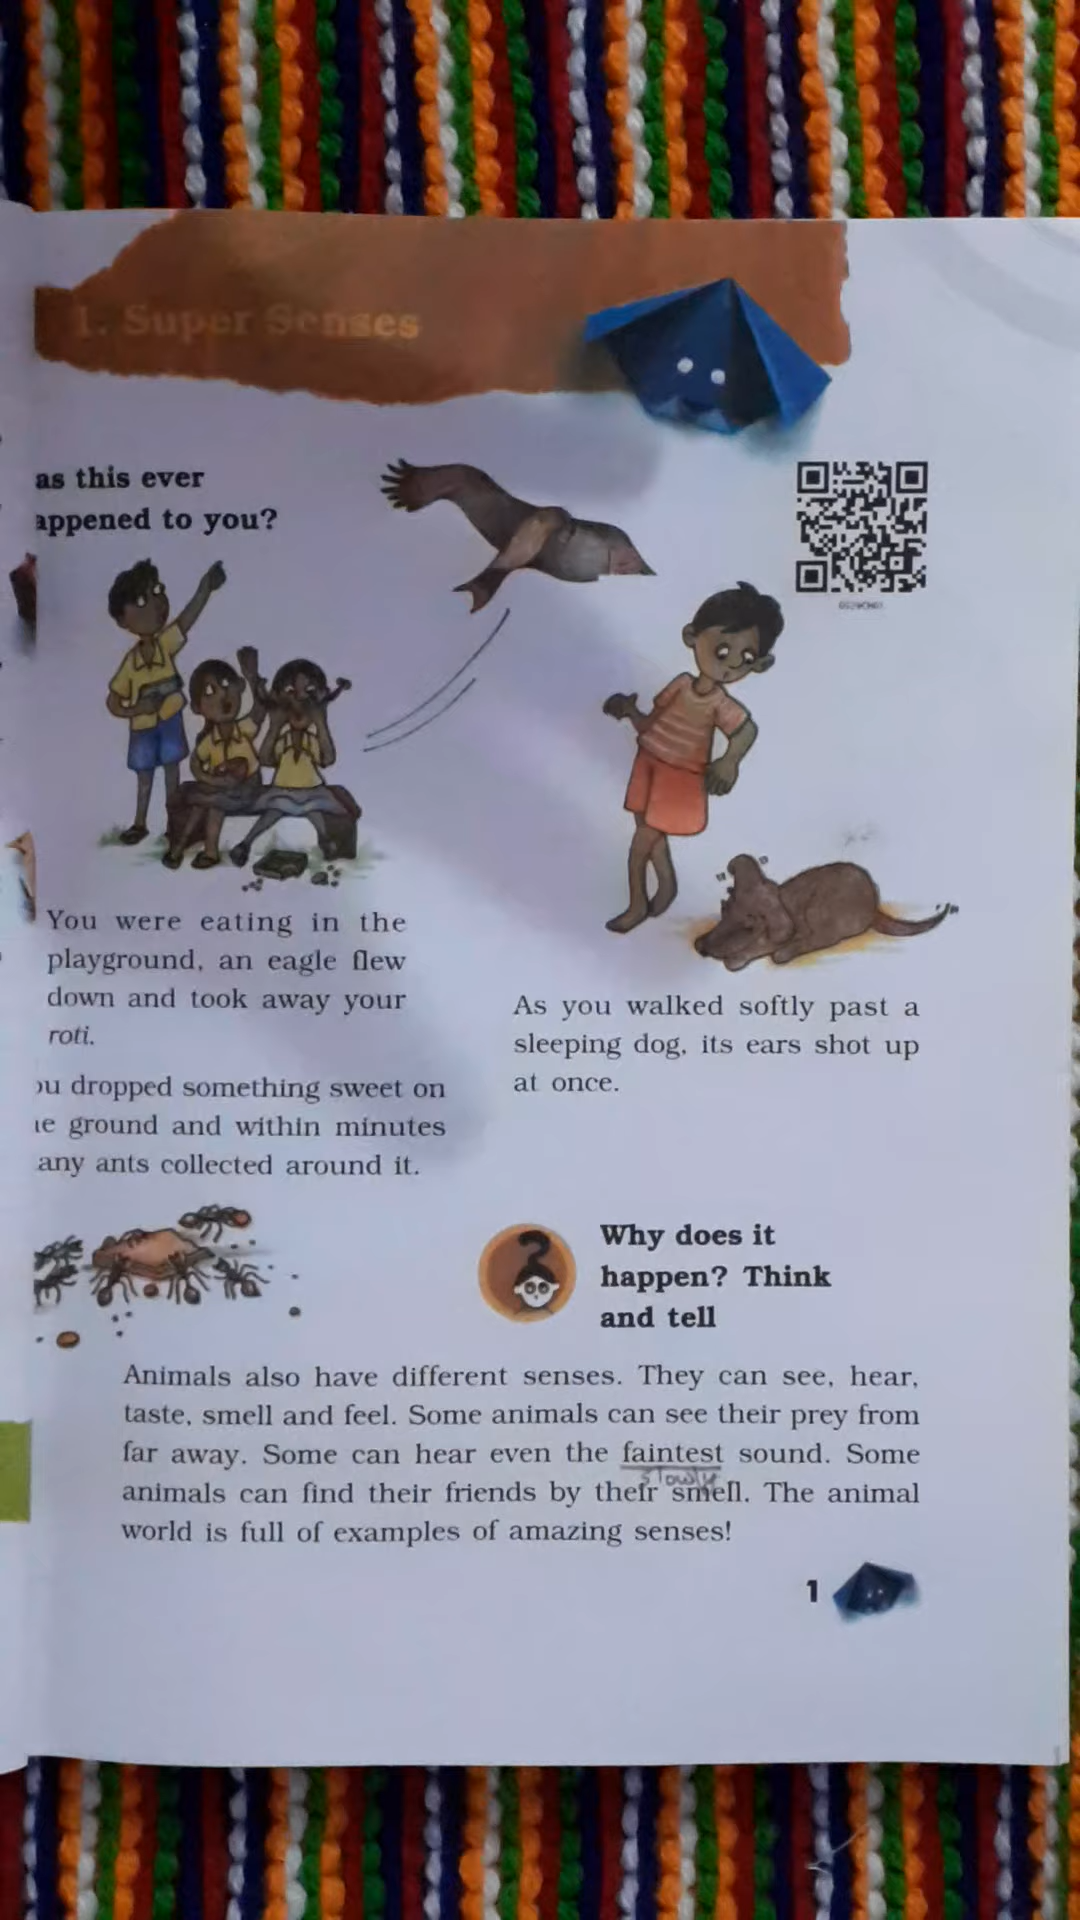 1. Super Senses
as this ever
appened to you?
You were eating in the
playground, an eagle flew
down and took away your
roti.
As you walked softly past a
sleeping dog, its ears shot up
at once.
ou dropped something sweet on
ne ground and within minutes
any ants collected around it.
Why does it
happen? Think
and tell
Animals also have different senses. They can see, hear,
taste, smell and feel. Some animals can see their prey from
far away. Some can hear even the faintest sound. Some
slowly
animals can find their friends by their smell. The animal
world is full of examples of amazing senses!
1